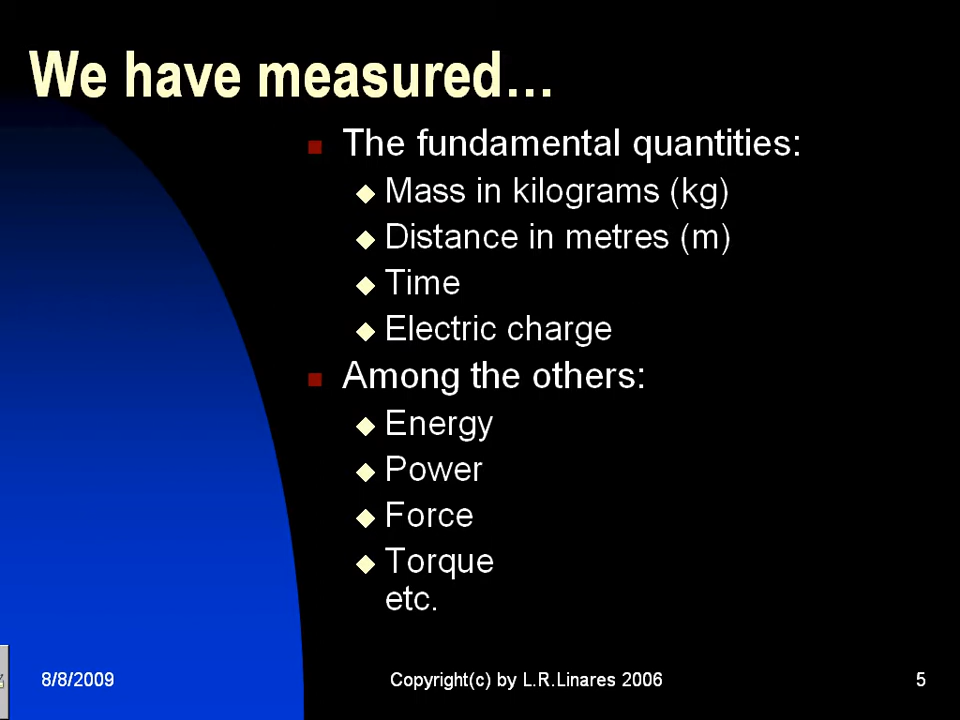 We have measured…
The fundamental quantities:
Mass in kilograms (kg)
Distance in metres (m)
Time
Electric charge
Among the others:
Energy
Power
Force
Torque
etc.
8/8/2009 Copyright(c) by L.R.Linares 2006 5